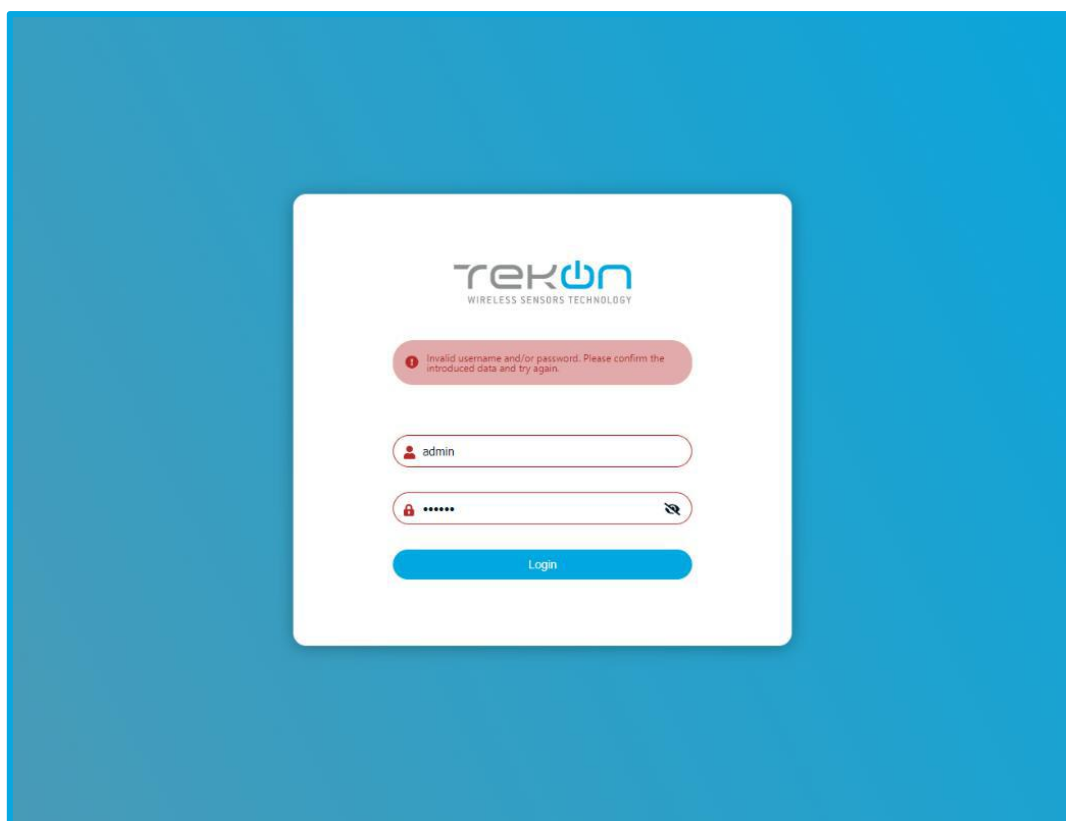 TEKON
WIRELESS SENSORS TECHNOLOGY
Invalid username and/or password. Please confirm the
introduced data and try again.
admin
••••••
Login